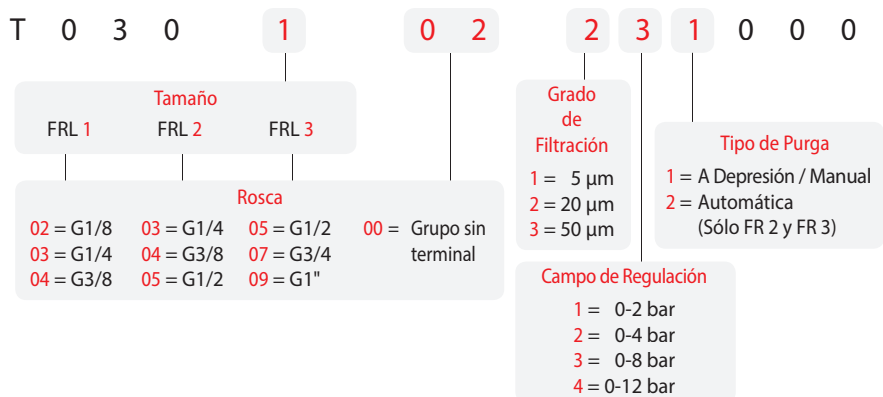 T 0 3 0 1 0 2 2 3 1 0 0 0
Tamaño
FRL 1 FRL 2 FRL 3
Rosca
02 = G1/8 03 = G1/4 05 = G1/2 00 = Grupo sin
03 = G1/4 04 = G3/8 07 = G3/4 terminal
04 = G3/8 05 = G1/2 09 = G1"
Grado
de
Filtración
1 = 5 µm
2 = 20 µm
3 = 50 µm
Tipo de Purga
1 = A Depresión / Manual
2 = Automática
(Sólo FR 2 y FR 3)
Campo de Regulación
1 = 0-2 bar
2 = 0-4 bar
3 = 0-8 bar
4 = 0-12 bar